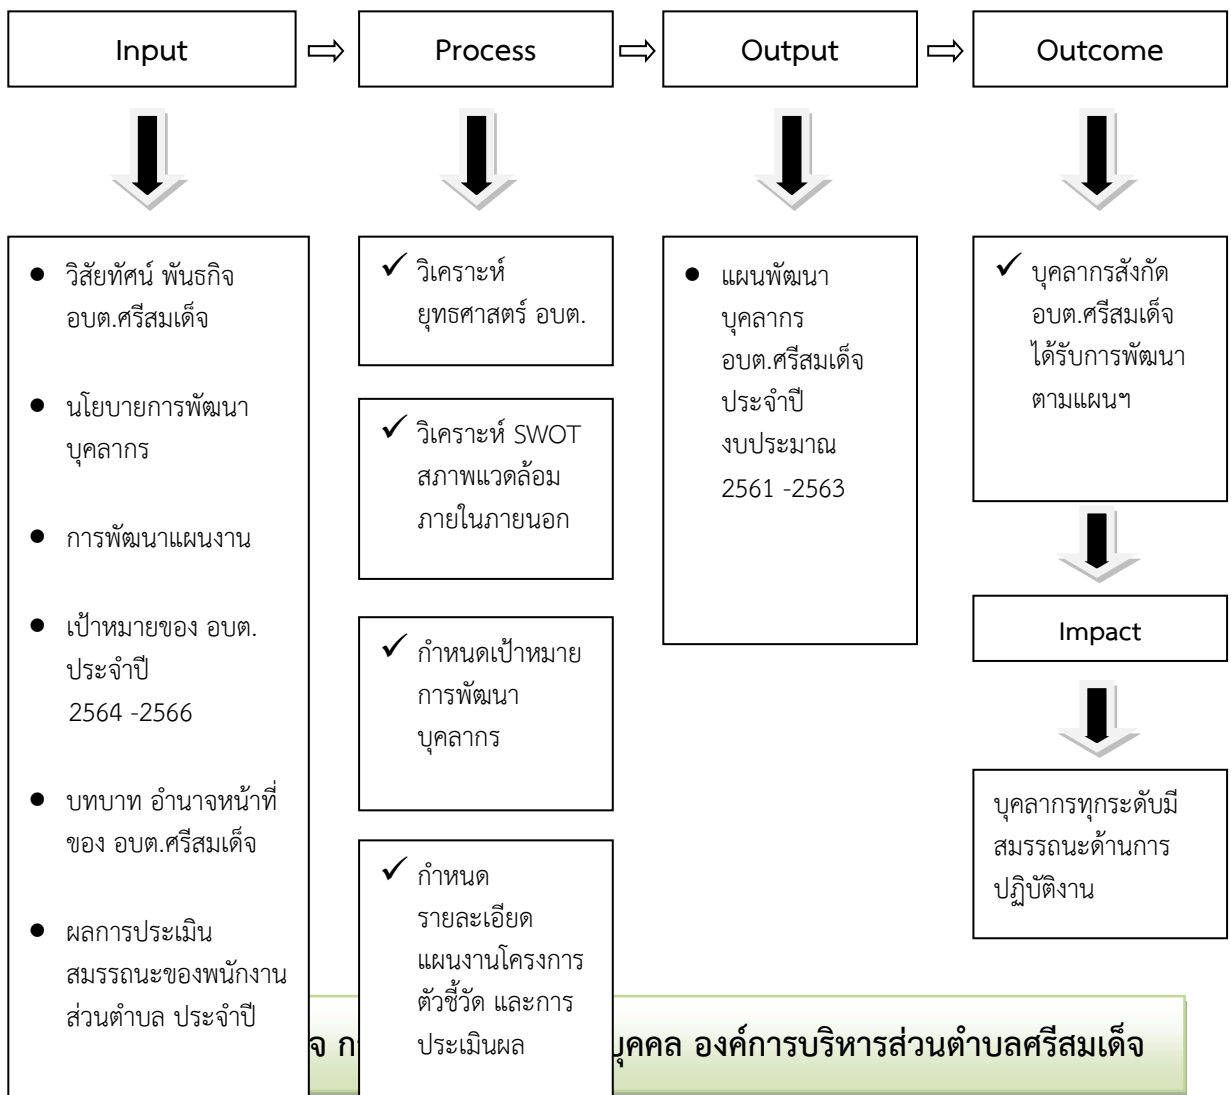 Input
Process
Output
Outcome
• วิสัยทัศน์ พันธกิจ
อบต.ศรีสมเด็จ
• นโยบายการพัฒนา
บุคลากร
• การพัฒนาแผนงาน
• เป้าหมายของ อบต.
ประจำปี
2564 -2566
• บทบาท อำนาจหน้าที่
ของ อบต.ศรีสมเด็จ
• ผลการประเมิน
สมรรถนะของพนักงาน
ส่วนตำบล ประจำปี
✓ วิเคราะห์
ยุทธศาสตร์ อบต.
✓ วิเคราะห์ SWOT
สภาพแวดล้อม
ภายในภายนอก
✓ กำหนดเป้าหมาย
การพัฒนา
บุคลากร
✓ กำหนด
รายละเอียด
แผนงานโครงการ
ตัวชี้วัด และการ
ประเมินผล
• แผนพัฒนา
บุคลากร
อบต.ศรีสมเด็จ
ประจำปี
งบประมาณ
2561 -2563
✓ บุคลากรสังกัด
อบต.ศรีสมเด็จ
ได้รับการพัฒนา
ตามแผนฯ
Impact
บุคลากรทุกระดับมี
สมรรถนะด้านการ
ปฏิบัติงาน
องค์การบริหารส่วนตำบลศรีสมเด็จ